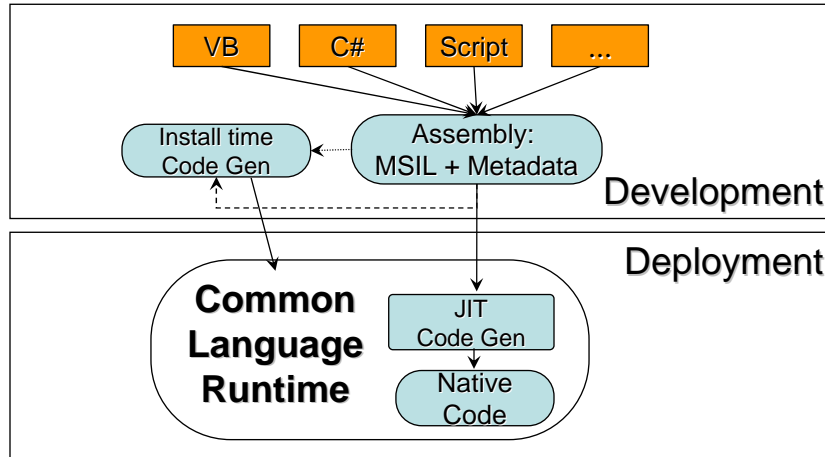 VB
C#
Script
...
Install time
Code Gen
Assembly:
MSIL + Metadata
Development
Deployment
Common
Language
Runtime
JIT
Code Gen
Native
Code